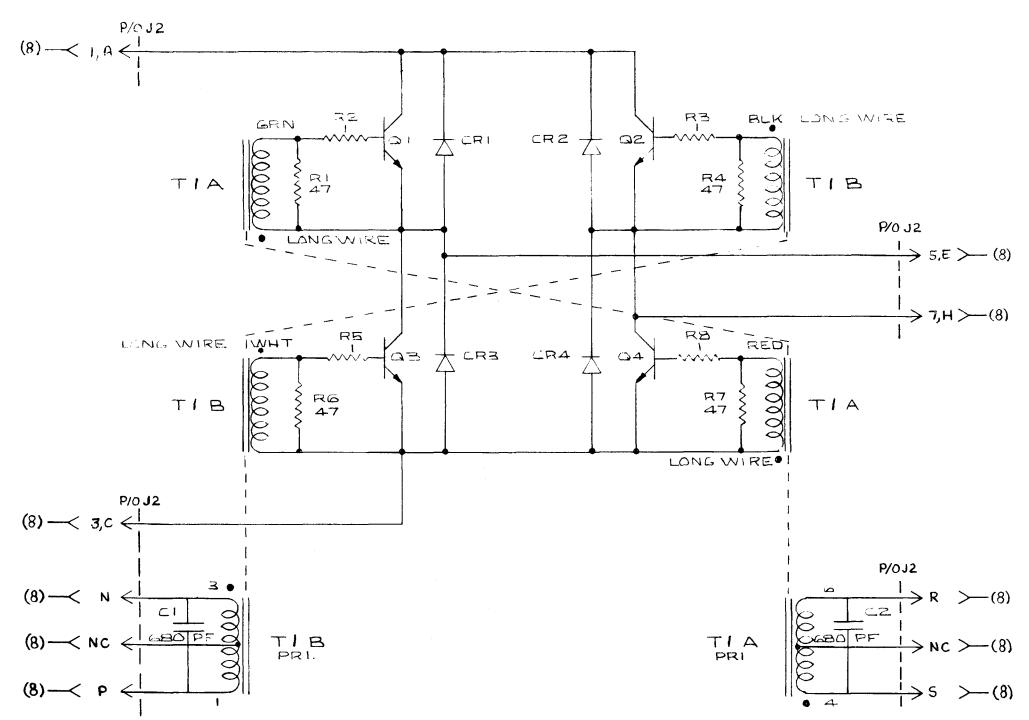 P/O J2
(8) 1,A
GRN R2 Q1 CR1 CR2 Q2 R3 BLK LONG WIRE
T1A R1 47 R4 47 T1B
LONG WIRE
P/O J2
5,E (8)
7,H (8)
LONG WIRE WHT R5 Q3 CR3 CR4 Q4 R8 RED
T1B R6 47 R7 47 T1A
LONG WIRE
P/O J2
(8) 3,C
(8) N 3
C1
680 PF
(8) NC
T1B
PRI.
(8) P 1
P/O J2
6 R (8)
C2
680 PF
NC (8)
T1A
PRI
4 S (8)